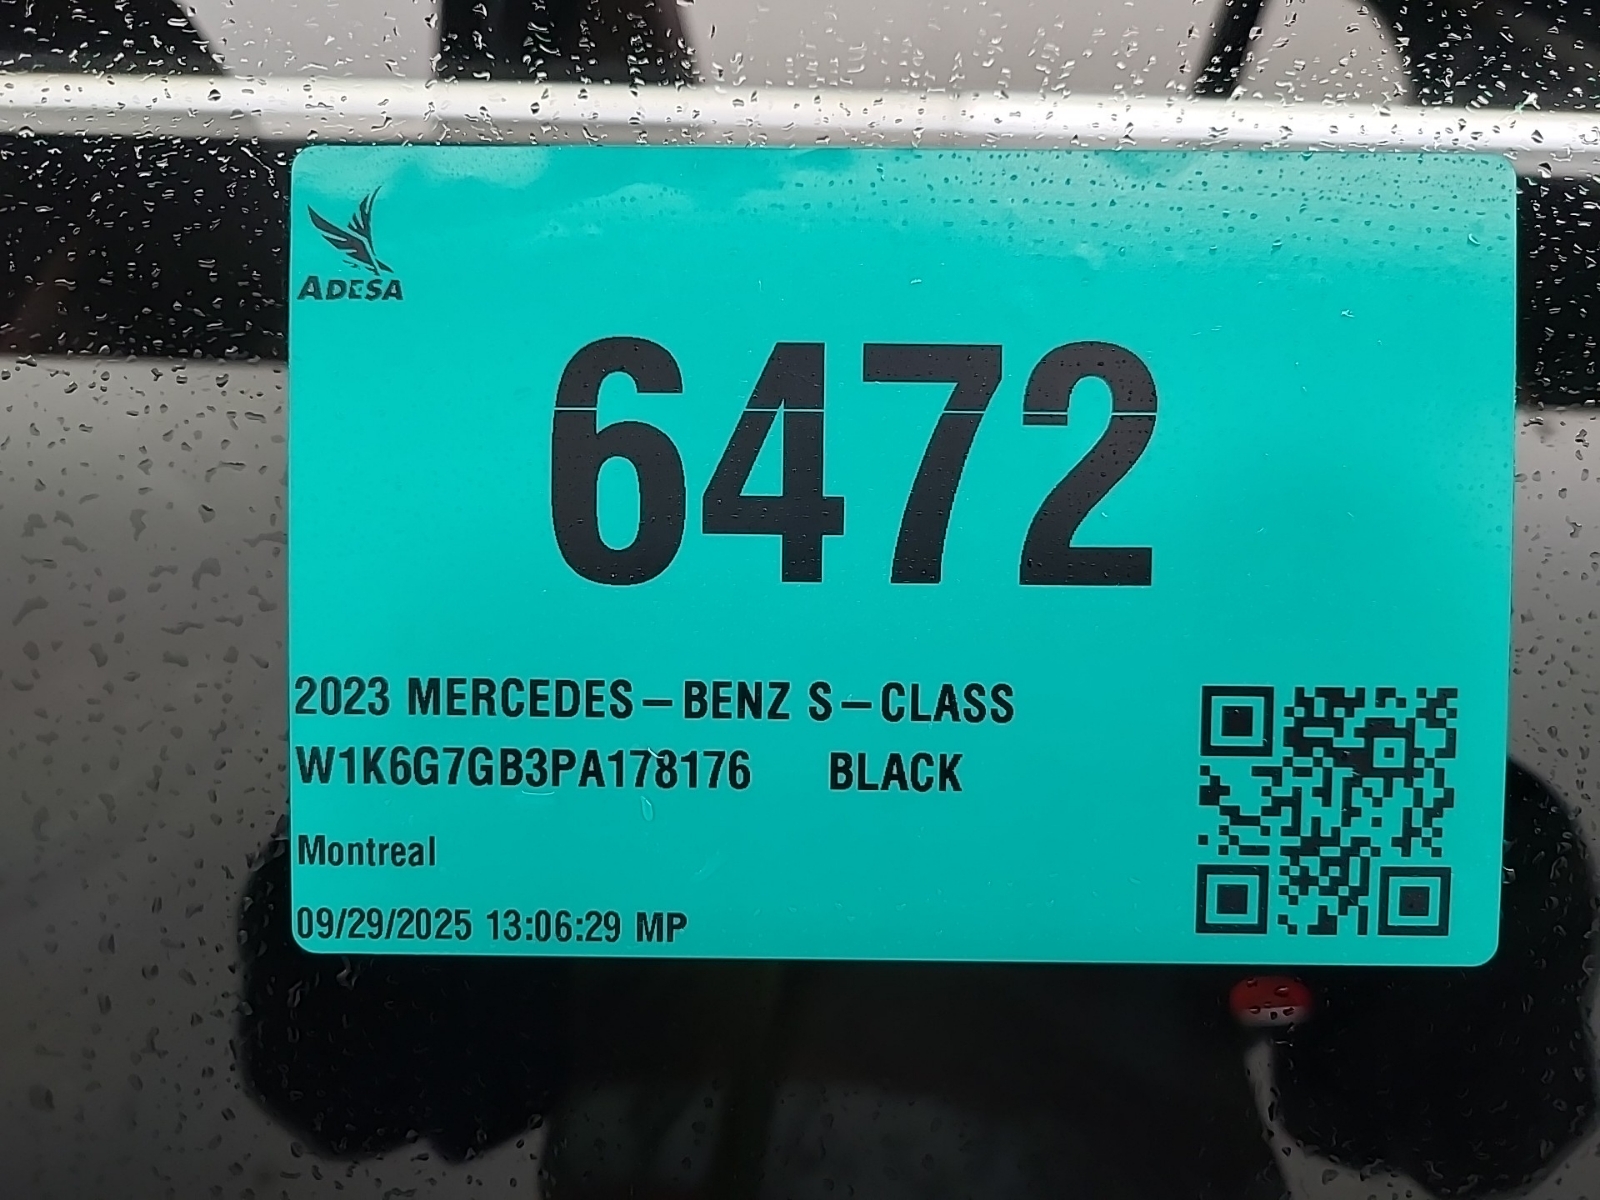 ADESA
6472
2023 MERCEDES-BENZ S-CLASS
W1K6G7GB3PA178176 BLACK
Montreal
09/29/2025 13:06:29 MP